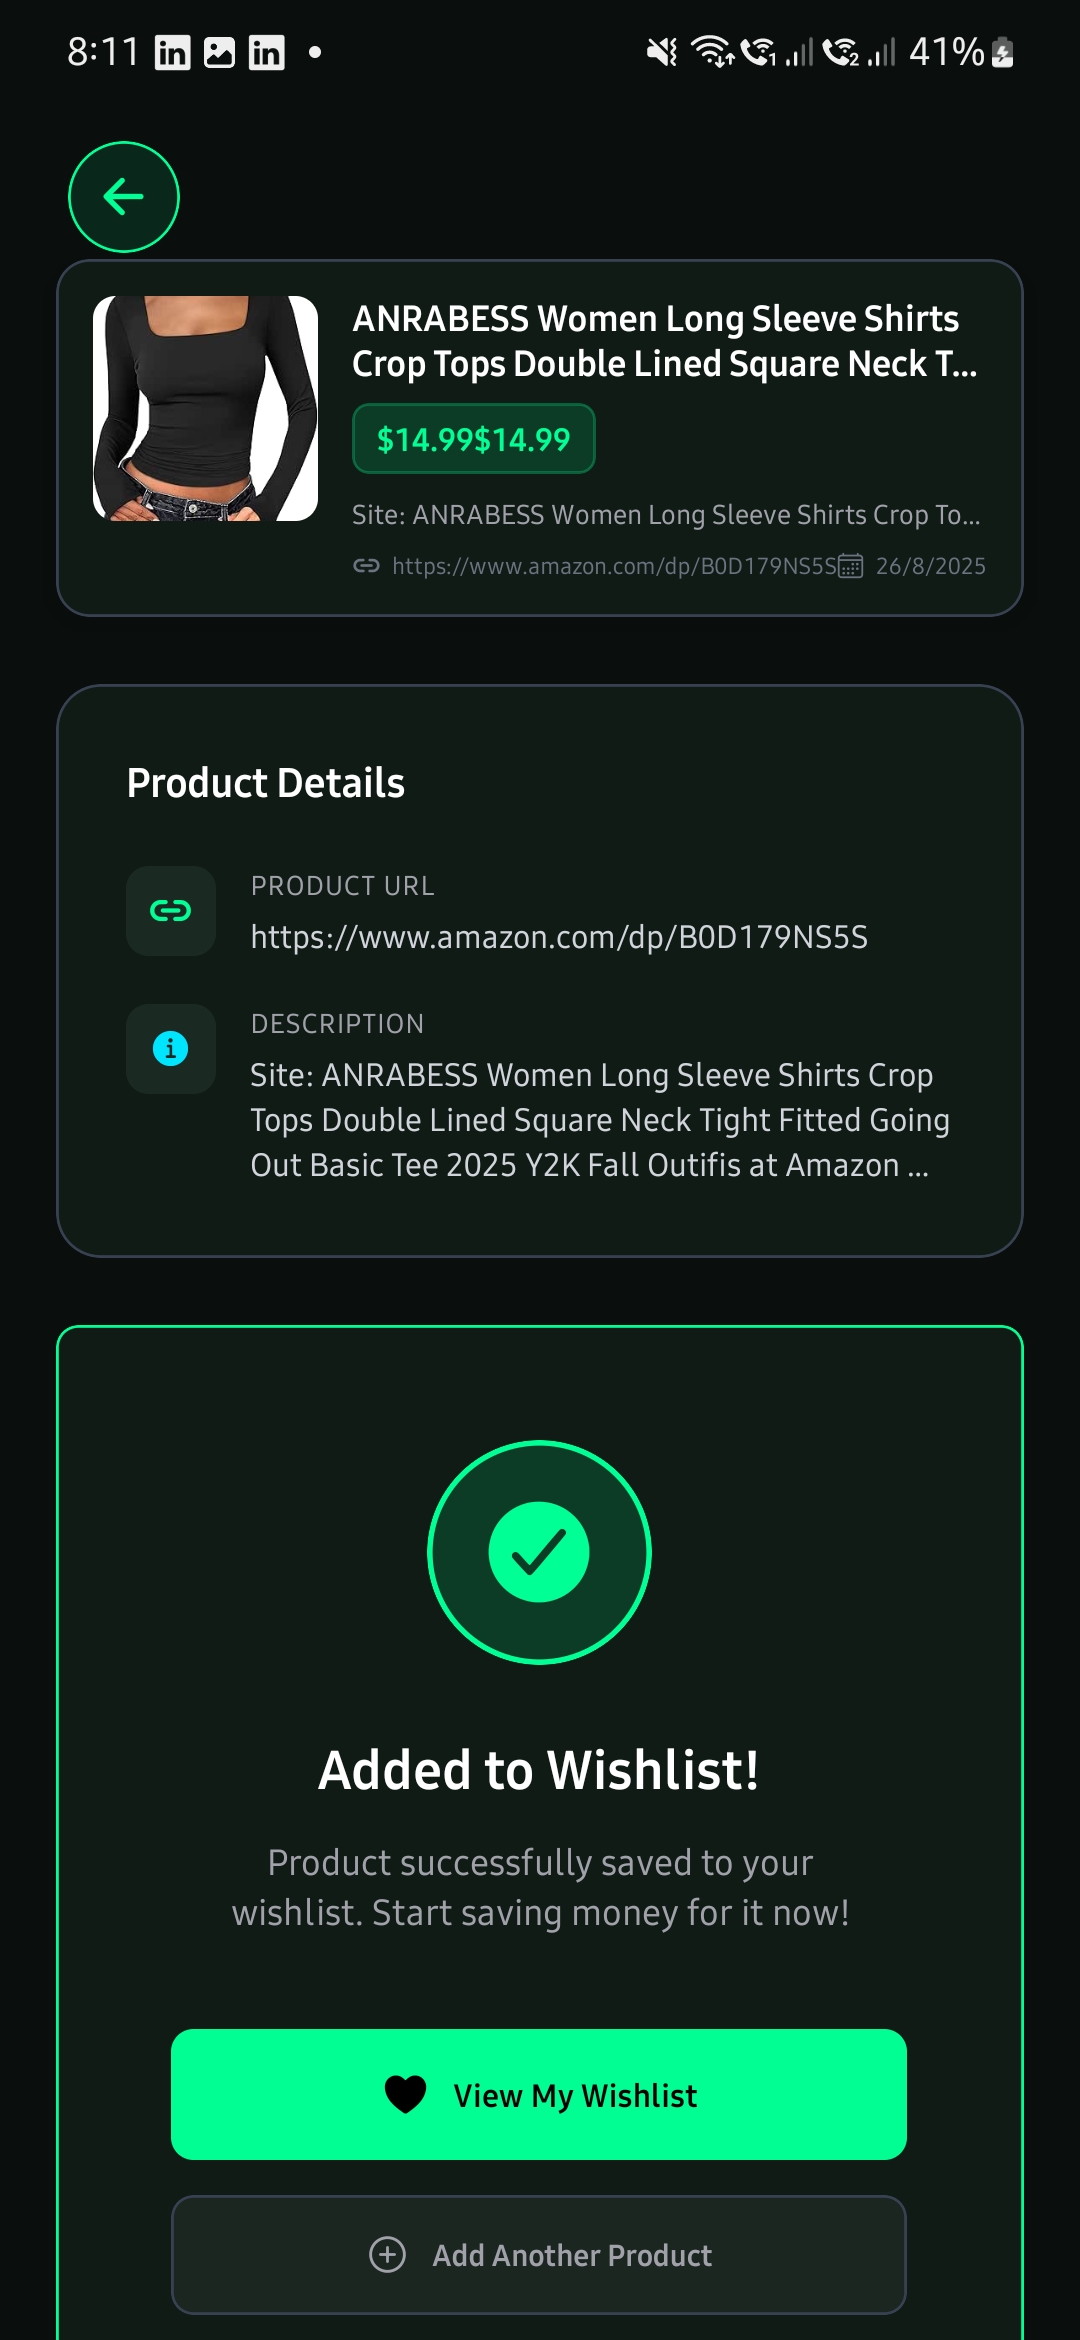 8:11
41%
ANRABESS Women Long Sleeve Shirts
Crop Tops Double Lined Square Neck T...
$14.99$14.99
Site: ANRABESS Women Long Sleeve Shirts Crop To...
https://www.amazon.com/dp/B0D179NS5S 26/8/2025
Product Details
PRODUCT URL
https://www.amazon.com/dp/B0D179NS5S
DESCRIPTION
Site: ANRABESS Women Long Sleeve Shirts Crop
Tops Double Lined Square Neck Tight Fitted Going
Out Basic Tee 2025 Y2K Fall Outifis at Amazon ...
Added to Wishlist!
Product successfully saved to your
wishlist. Start saving money for it now!
View My Wishlist
Add Another Product